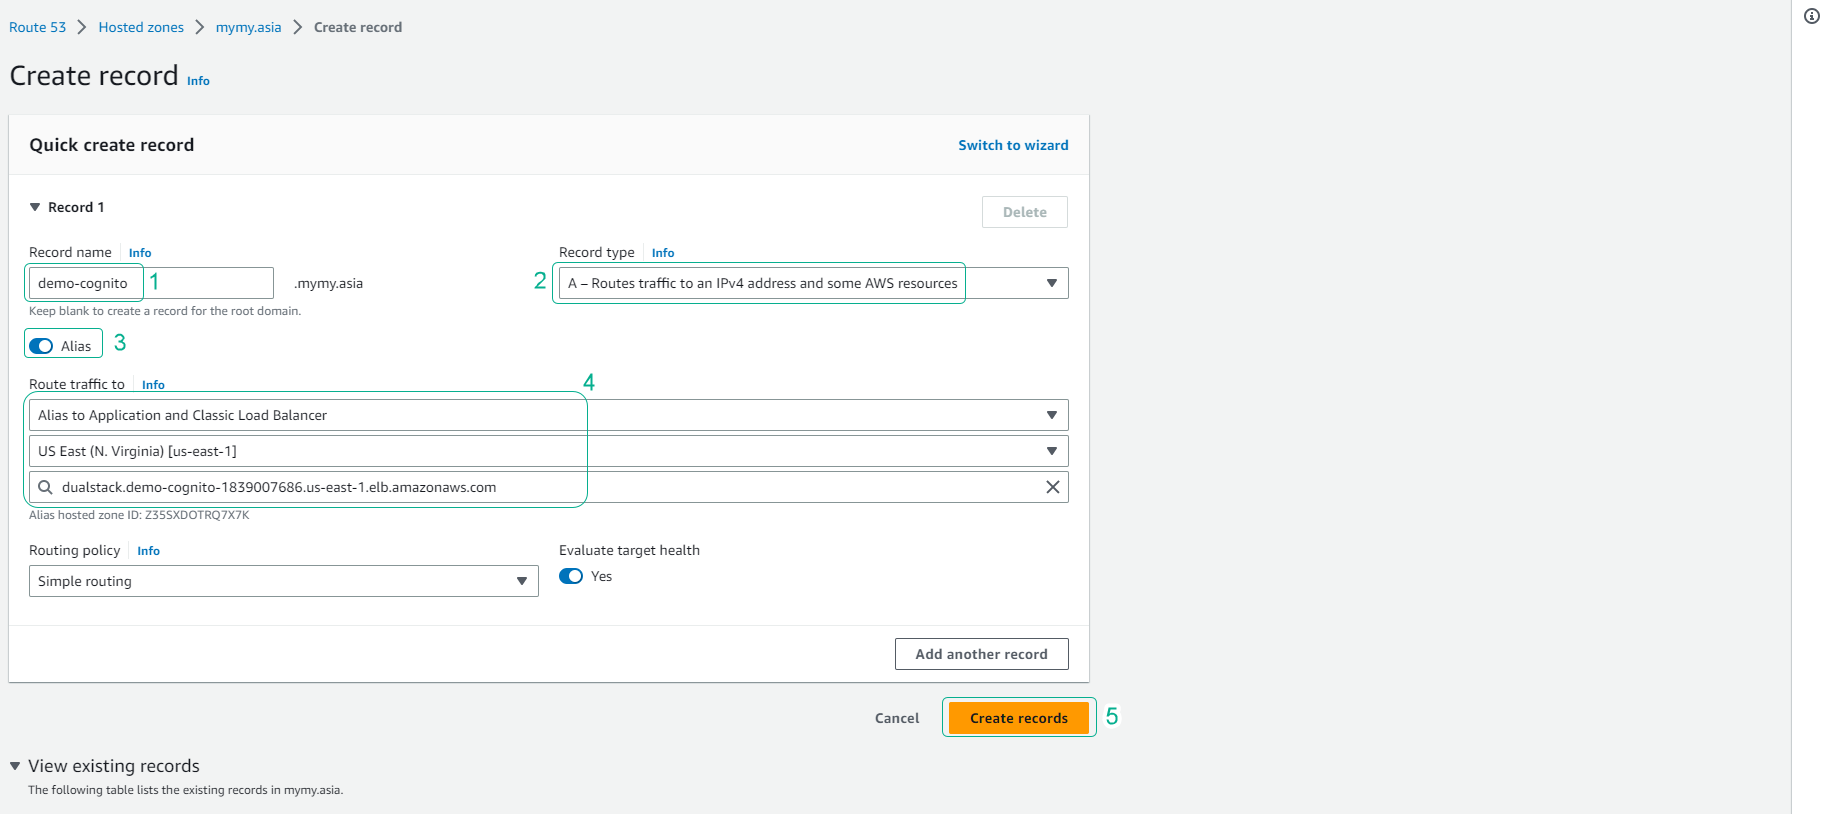 Route 53 > Hosted zones > mymy.asia > Create record
Create record Info
Quick create record
Switch to wizard
Record 1
Delete
Record name Info
Record type Info
demo-cognito 1 .mymy.asia
2 A – Routes traffic to an IPv4 address and some AWS resources
Keep blank to create a record for the root domain.
Alias 3
Route traffic to Info
4
Alias to Application and Classic Load Balancer
US East (N. Virginia) [us-east-1]
dualstack.demo-cognito-1839007686.us-east-1.elb.amazonaws.com
Alias hosted zone ID: Z35SXDOTRQ7X7K
Routing policy Info
Evaluate target health
Simple routing
Yes
Add another record
Cancel
Create records 5
View existing records
The following table lists the existing records in mymy.asia.